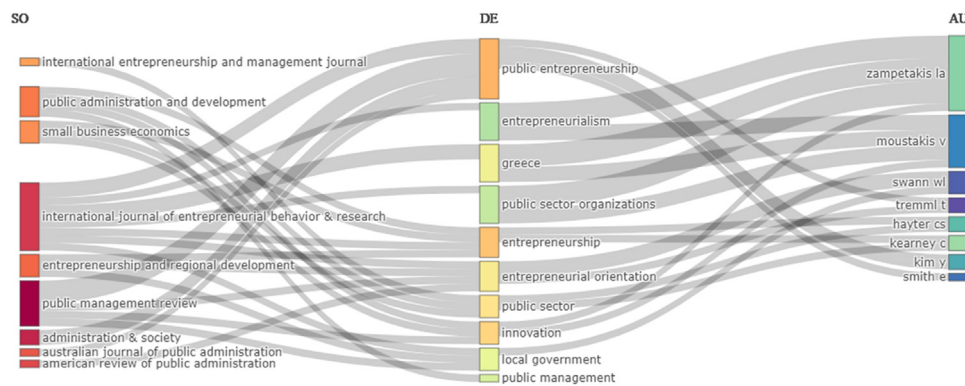 SO
DE
AU
international entrepreneurship and management journal
public administration and development
small business economics
international journal of entrepreneurial behavior & research
entrepreneurship and regional development
public management review
administration & society
australian journal of public administration
american review of public administration
public entrepreneurship
entrepreneurialism
greece
public sector organizations
entrepreneurship
entrepreneurial orientation
public sector
innovation
local government
public management
zampetakis la
moustakis v
swann wl
tremml t
hayter cs
kearney c
kim y
smith e